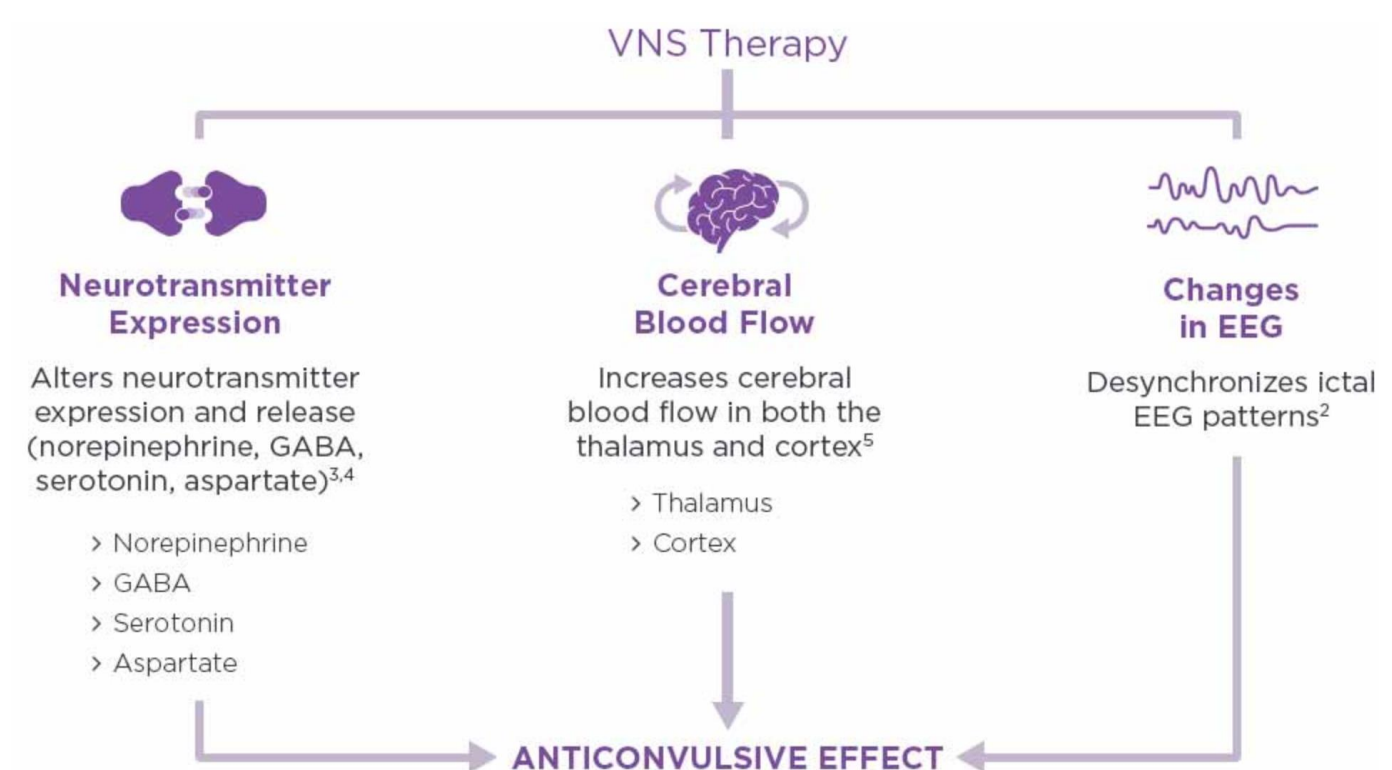 VNS Therapy
Neurotransmitter
Expression
Alters neurotransmitter
expression and release
(norepinephrine, GABA,
serotonin, aspartate)³,⁴
> Norepinephrine
> GABA
> Serotonin
> Aspartate
Cerebral
Blood Flow
Increases cerebral
blood flow in both the
thalamus and cortex⁵
> Thalamus
> Cortex
Changes
in EEG
Desynchronizes ictal
EEG patterns²
ANTICONVULSIVE EFFECT